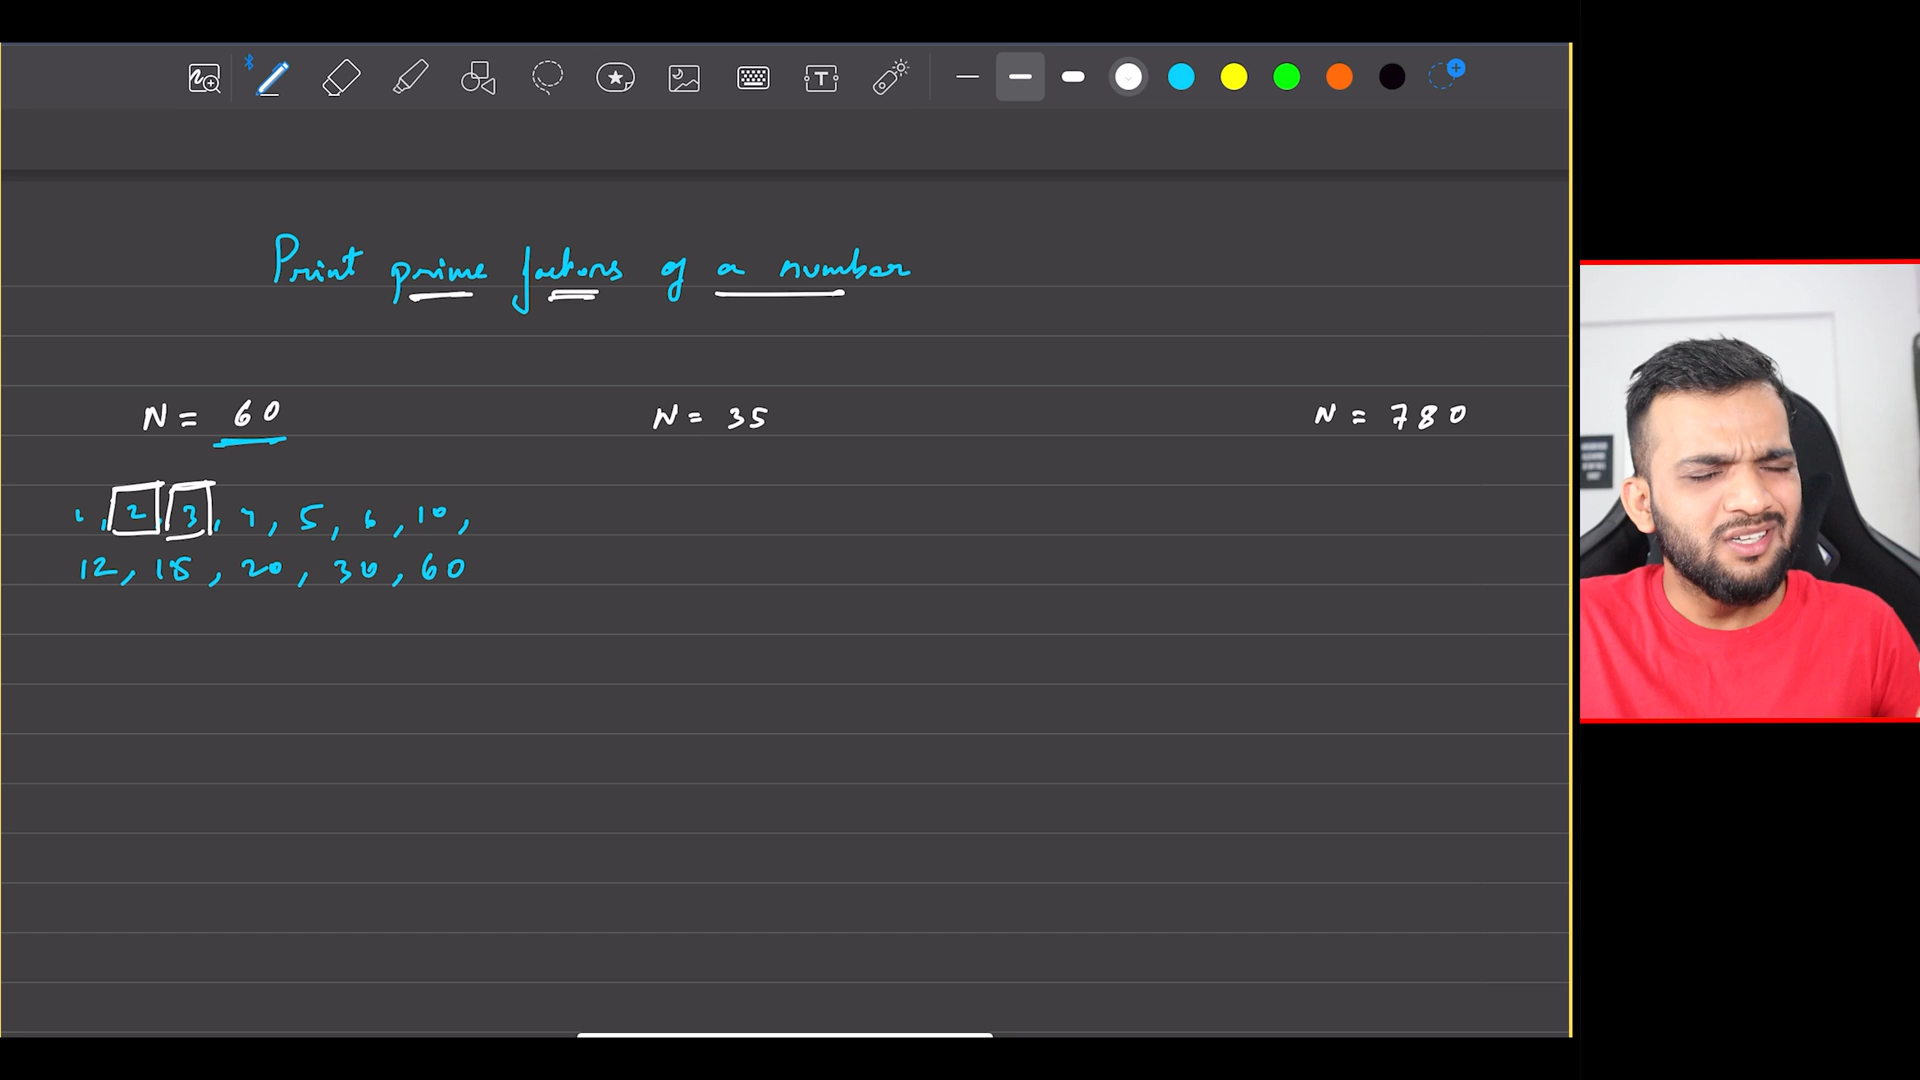 Print prime factors of a number
N = 60 N = 35 N = 780
1, 2, 3, 4, 5, 6, 10,
12, 15, 20, 30, 60